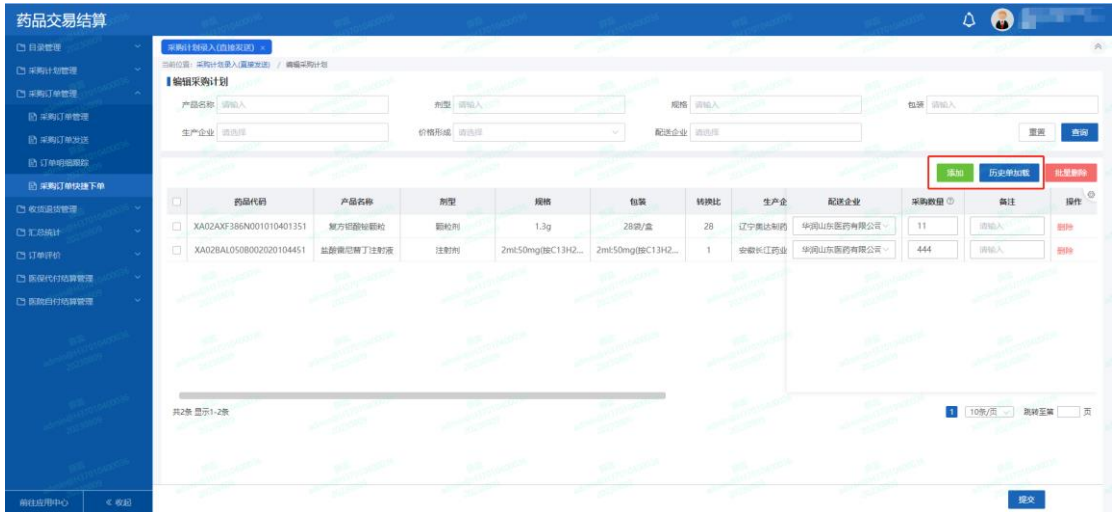 药品交易结算
目录管理
采购计划管理
采购订单管理
采购订单管理
采购订单发送
订单明细跟踪
采购订单快捷下单
收货退货管理
汇总统计
订单评价
医保代付结算管理
医院自付结算管理
前往应用中心 《 收起
采购计划录入(直接发送) ×
当前位置: 采购计划录入(直接发送) / 编辑采购计划
编辑采购计划
产品名称 请输入 剂型 请输入 规格 请输入 包装 请输入
生产企业 请选择 价格形成 请选择 配送企业 请选择 重置 查询
添加 历史单加载 批量删除
药品代码 产品名称 剂型 规格 包装 转换比 生产企 配送企业 采购数量 备注 操作
XA02AXF386N001010401351 复方铝酸铋颗粒 颗粒剂 1.3g 28袋/盒 28 辽宁奥达制药 华润山东医药有限公司 11 请输入 删除
XA02BAL050B002020104451 盐酸雷尼替丁注射液 注射剂 2ml:50mg(按C13H2... 2ml:50mg(按C13H2... 1 安徽长江药业 华润山东医药有限公司 444 请输入 删除
共2条 显示1-2条 1 10条/页 跳转至第 页
提交